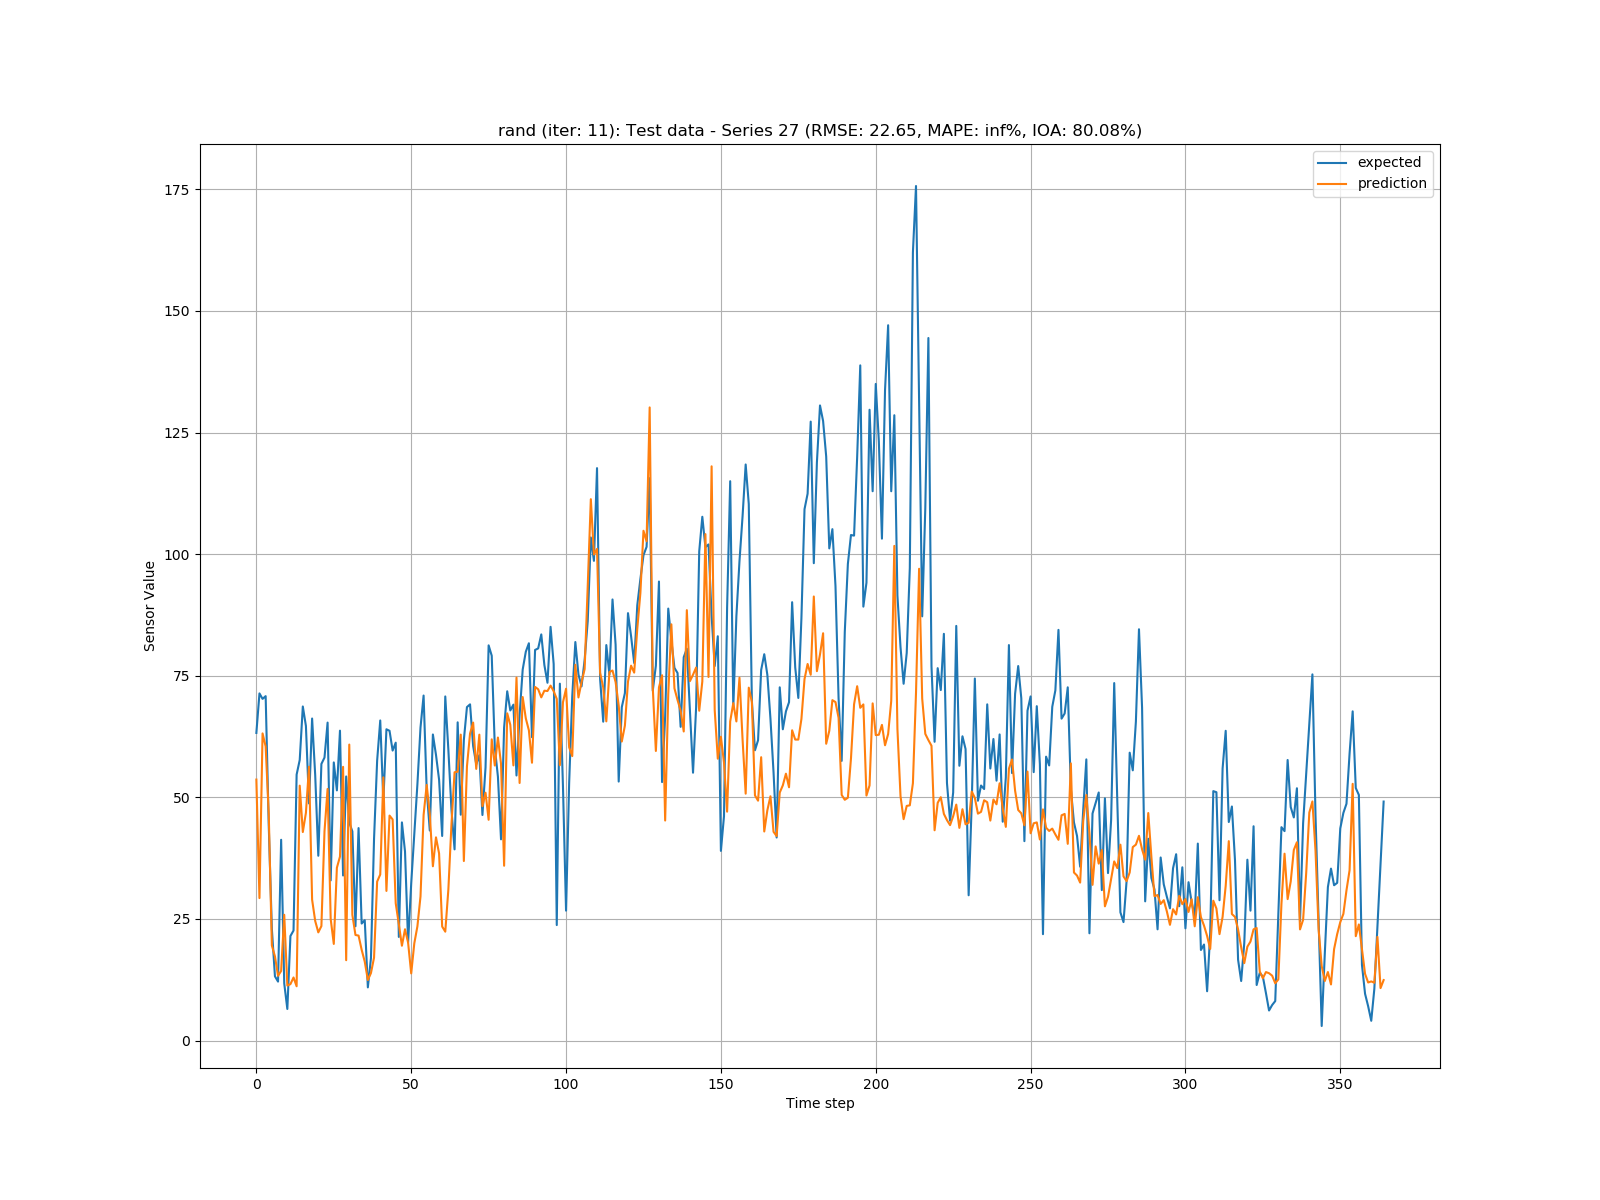 rand (iter: 11): Test data - Series 27 (RMSE: 22.65, MAPE: inf%, IOA: 80.08%)
expected
prediction
175
150
125
100
75
50
25
0
Sensor Value
0 50 100 150 200 250 300 350
Time step